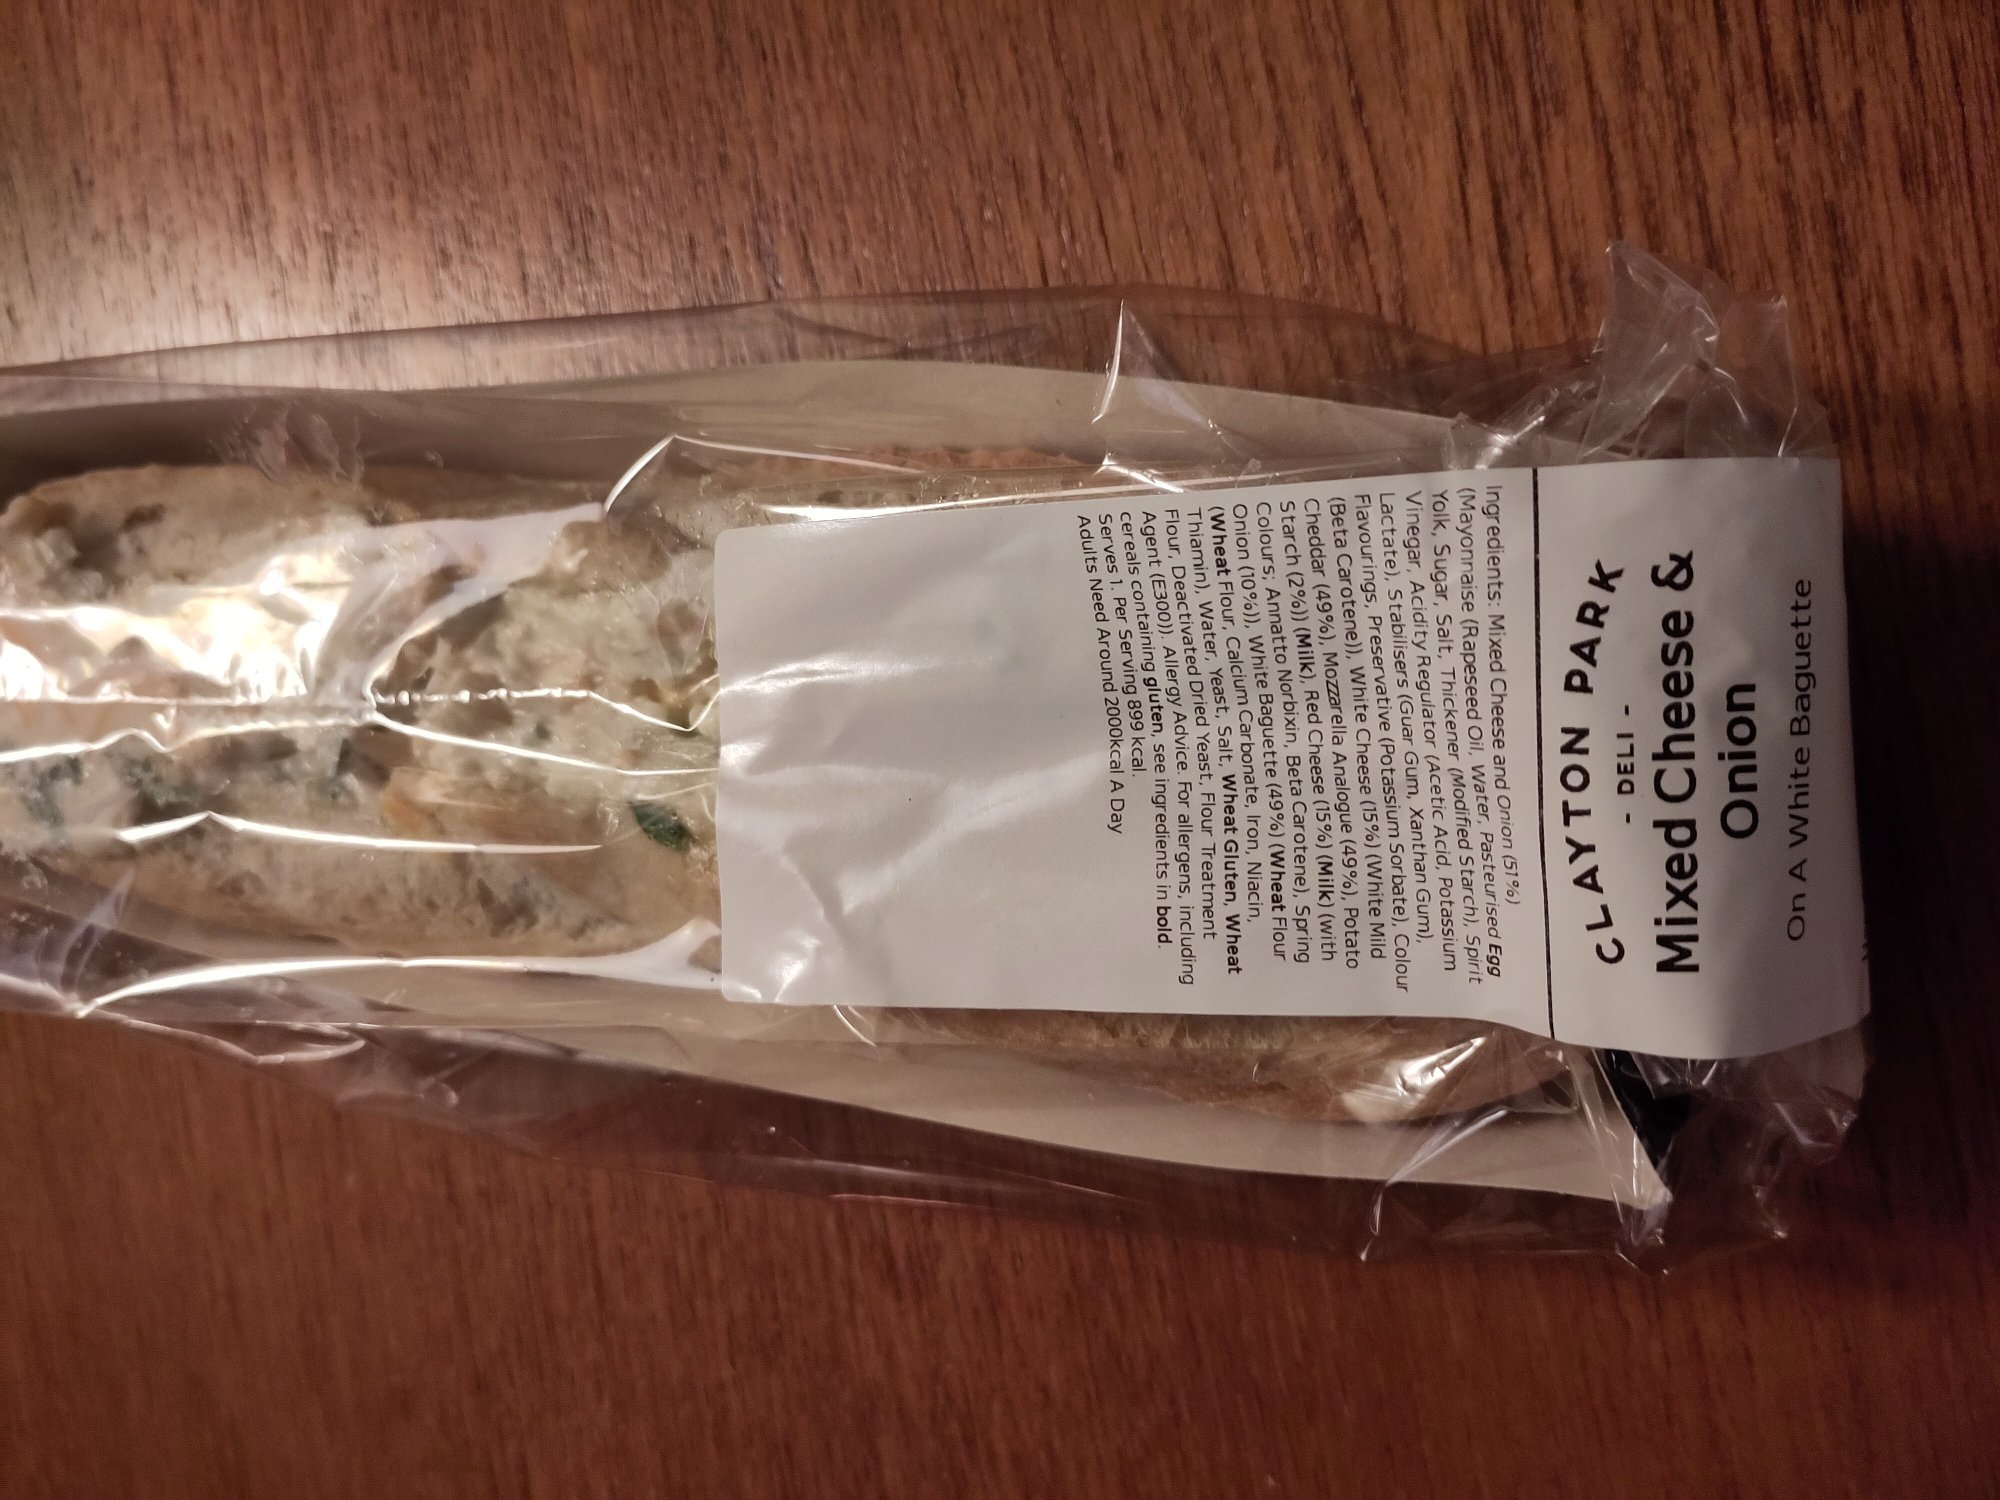 CLAYTON PARK
- DELI -
Mixed Cheese &
Onion
On A White Baguette
Ingredients: Mixed Cheese and Onion (51%)
(Mayonnaise (Rapeseed Oil, Water, Pasteurised Egg
Yolk, Sugar, Salt, Thickener (Modified Starch), Spirit
Vinegar, Acidity Regulator (Acetic Acid, Potassium
Lactate), Stabilisers (Guar Gum, Xanthan Gum),
Flavourings, Preservative (Potassium Sorbate), Colour
(Beta Carotene)), White Cheese (15%) (White Mild
Cheddar (49%), Mozzarella Analogue (49%), Potato
Starch (2%)) (Milk), Red Cheese (15%) (Milk) (with
Colours; Annatto Norbixin, Beta Carotene), Spring
Onion (10%)), White Baguette (49%) (Wheat Flour
(Wheat Flour, Calcium Carbonate, Iron, Niacin,
Thiamin), Water, Yeast, Salt, Wheat Gluten, Wheat
Flour, Deactivated Dried Yeast, Flour Treatment
Agent (E300)). Allergy Advice. For allergens, including
cereals containing gluten, see ingredients in bold.
Serves 1. Per Serving 899 kcal.
Adults Need Around 2000kcal A Day